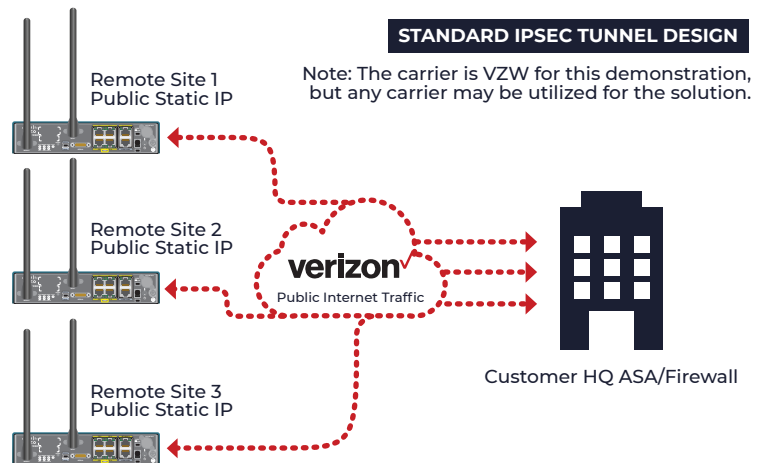 STANDARD IPSEC TUNNEL DESIGN
Note: The carrier is VZW for this demonstration,
but any carrier may be utilized for the solution.
Remote Site 1
Public Static IP
Remote Site 2
Public Static IP
verizon
Public Internet Traffic
Customer HQ ASA/Firewall
Remote Site 3
Public Static IP